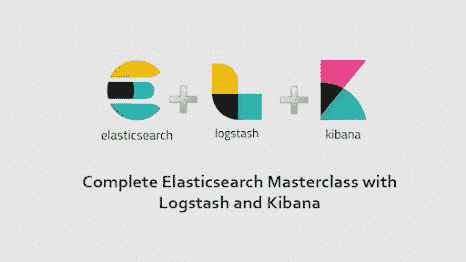 elasticsearch + logstash + kibana
Complete Elasticsearch Masterclass with
Logstash and Kibana